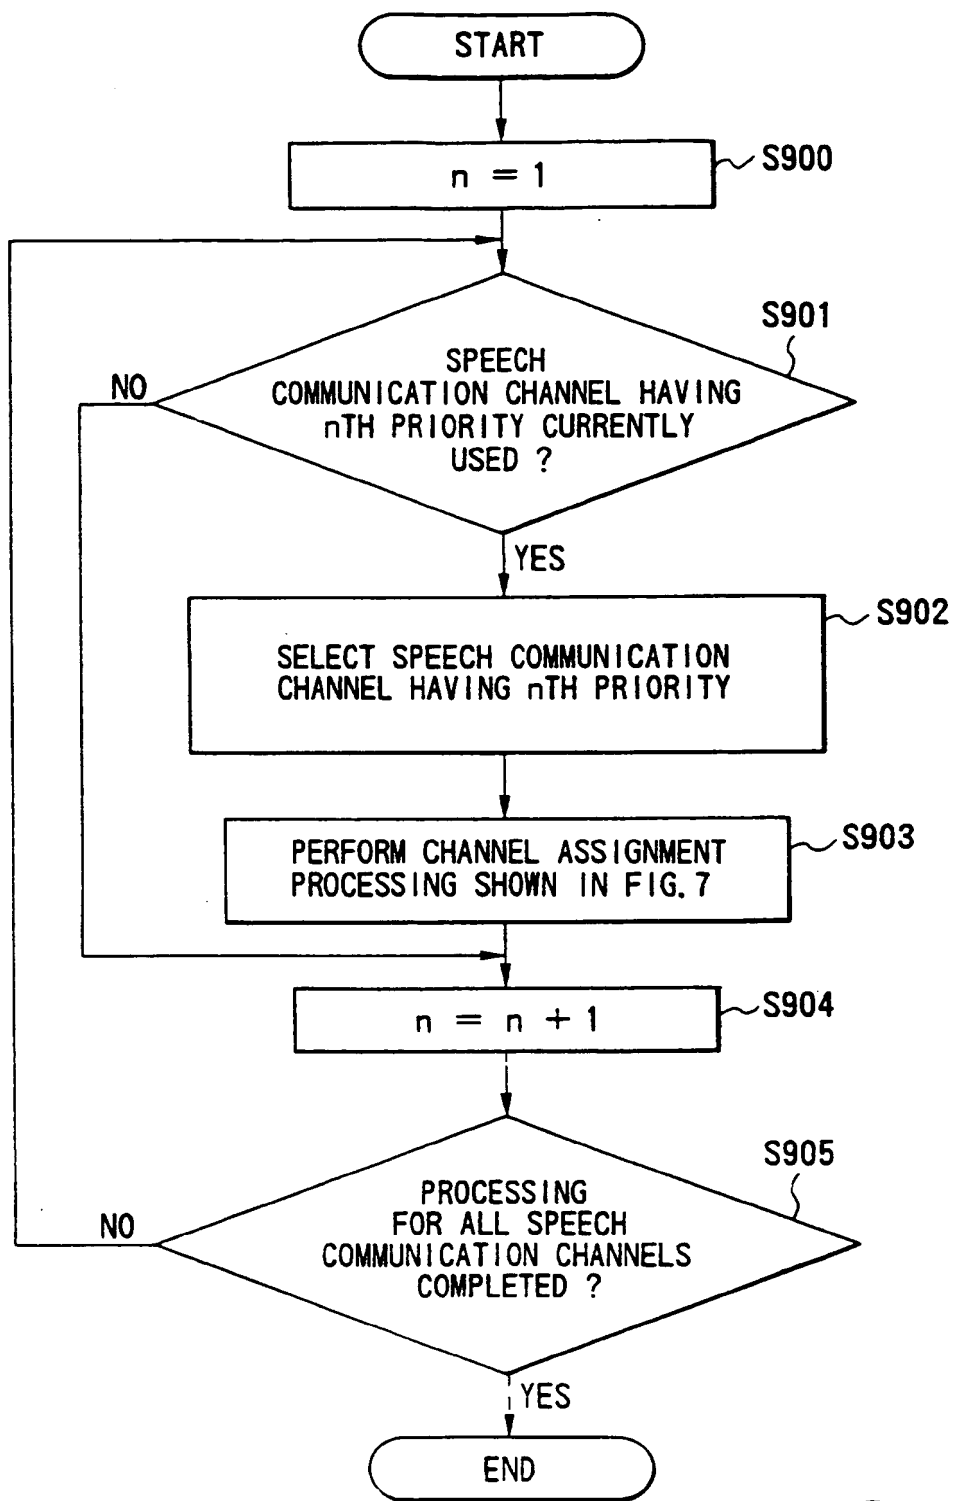 START
n = 1
S900
S901
SPEECH
COMMUNICATION CHANNEL HAVING
nTH PRIORITY CURRENTLY
USED ?
NO
YES
S902
SELECT SPEECH COMMUNICATION
CHANNEL HAVING nTH PRIORITY
S903
PERFORM CHANNEL ASSIGNMENT
PROCESSING SHOWN IN FIG. 7
S904
n = n + 1
S905
PROCESSING
FOR ALL SPEECH
COMMUNICATION CHANNELS
COMPLETED ?
NO
YES
END